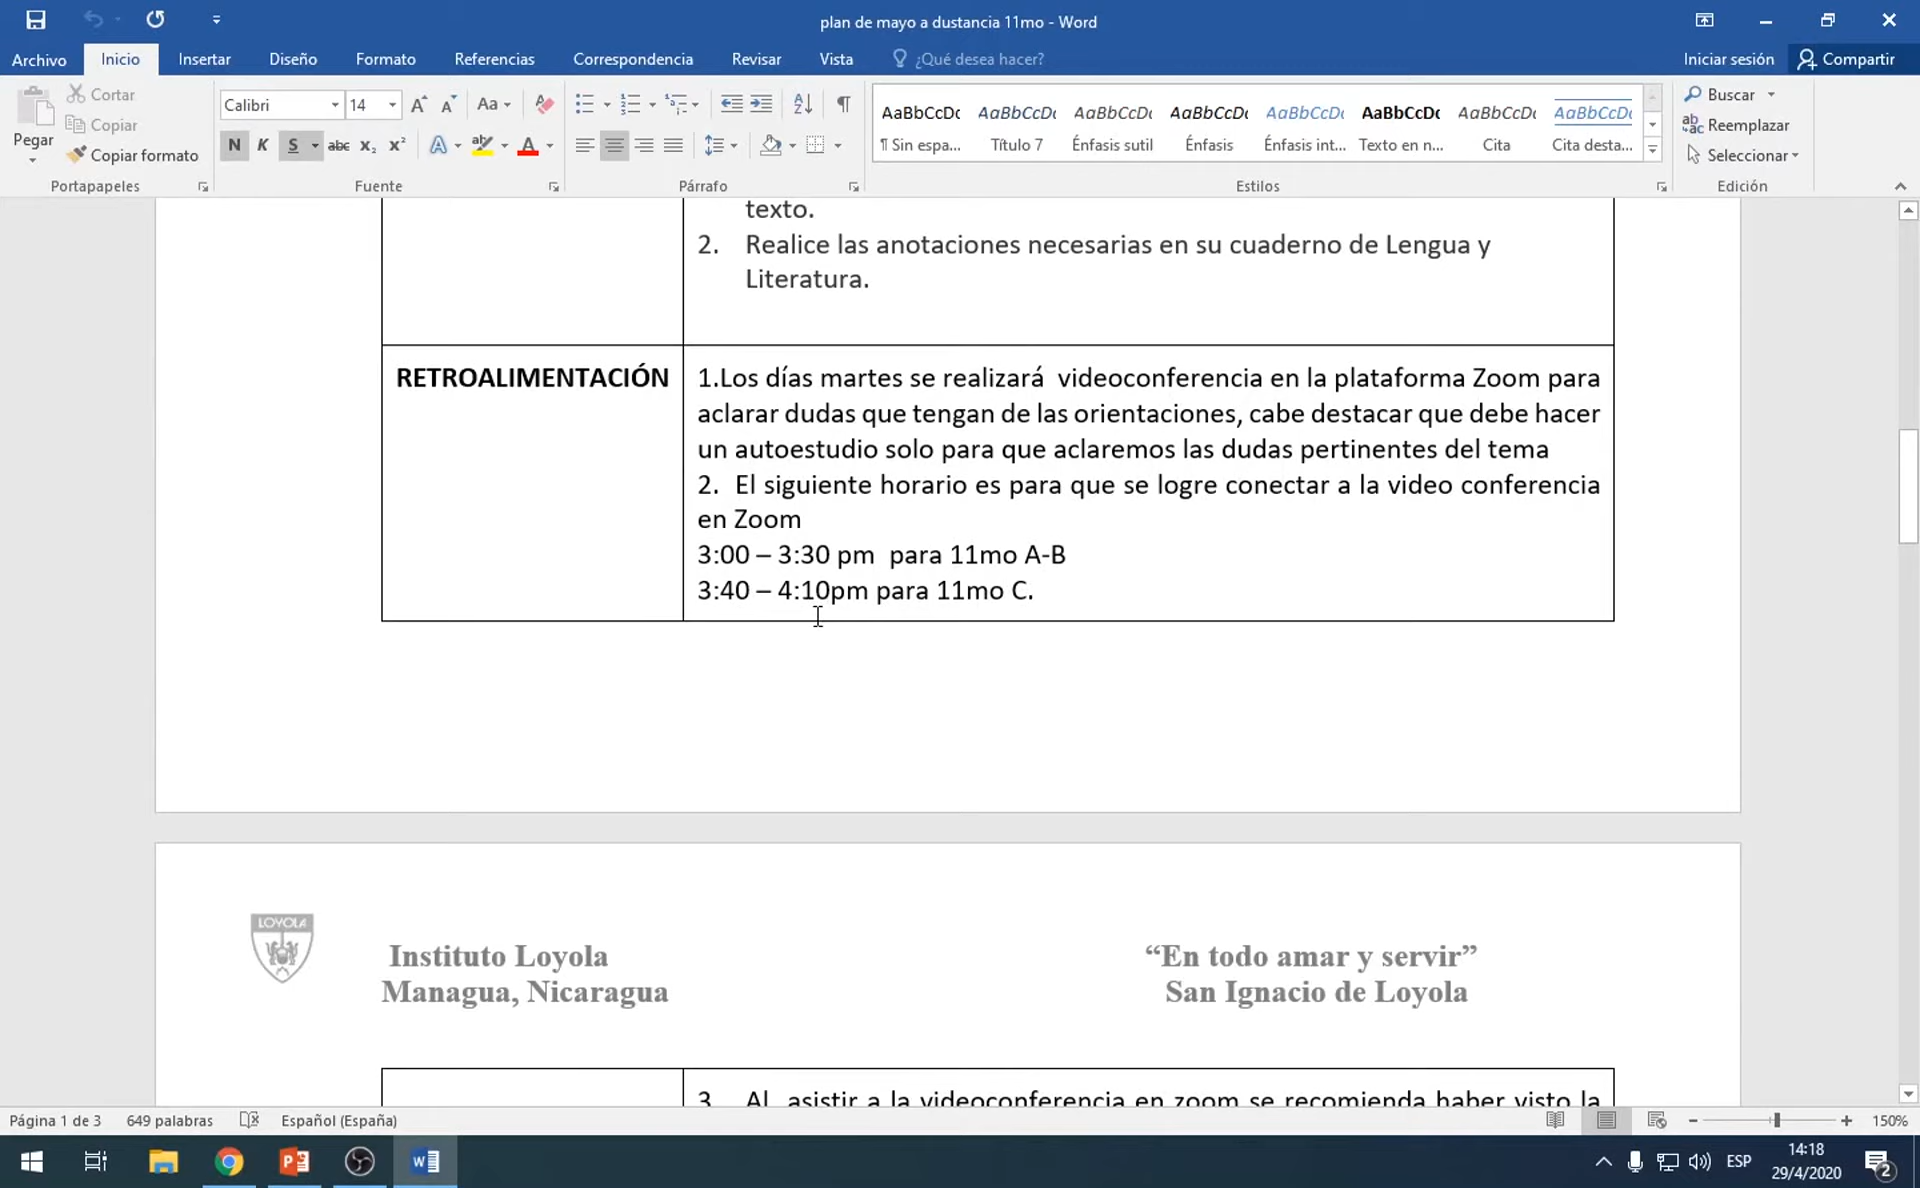 plan de mayo a dustancia 11mo - Word
Archivo Inicio Insertar Diseño Formato Referencias Correspondencia Revisar Vista ¿Qué desea hacer? Iniciar sesión Compartir
Pegar
Cortar
Copiar
Copiar formato
Portapapeles
Calibri 14
Fuente
Párrafo
AaBbCcDc AaBbCcDc AaBbCcDc AaBbCcDc AaBbCcDc AaBbCcDc AaBbCcDc AaBbCcDc
¶ Sin espa... Título 7 Énfasis sutil Énfasis Énfasis int... Texto en n... Cita Cita desta...
Estilos
Buscar
Reemplazar
Seleccionar
Edición
texto.
2. Realice las anotaciones necesarias en su cuaderno de Lengua y
Literatura.
RETROALIMENTACIÓN
1.Los días martes se realizará videoconferencia en la plataforma Zoom para
aclarar dudas que tengan de las orientaciones, cabe destacar que debe hacer
un autoestudio solo para que aclaremos las dudas pertinentes del tema
2. El siguiente horario es para que se logre conectar a la video conferencia
en Zoom
3:00 – 3:30 pm para 11mo A-B
3:40 – 4:10pm para 11mo C.
LOYOLA
Instituto Loyola “En todo amar y servir”
Managua, Nicaragua San Ignacio de Loyola
3. Al asistir a la videoconferencia en zoom se recomienda haber visto la
Página 1 de 3 649 palabras Español (España) 150%
ESP
14:18
29/4/2020
2